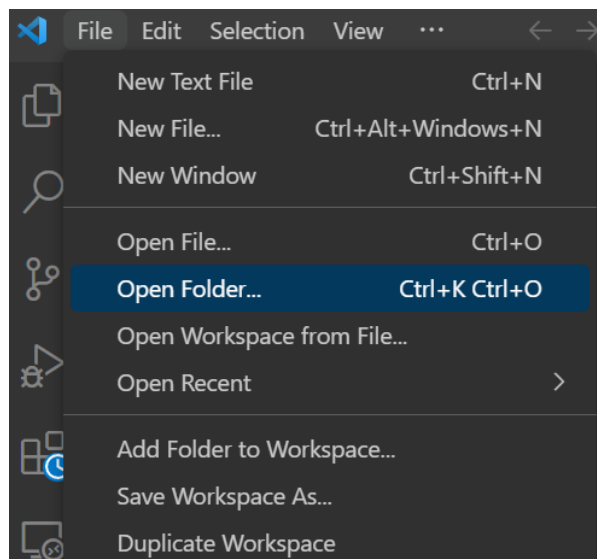 File Edit Selection View ...
New Text File Ctrl+N
New File... Ctrl+Alt+Windows+N
New Window Ctrl+Shift+N
Open File... Ctrl+O
Open Folder... Ctrl+K Ctrl+O
Open Workspace from File...
Open Recent
Add Folder to Workspace...
Save Workspace As...
Duplicate Workspace